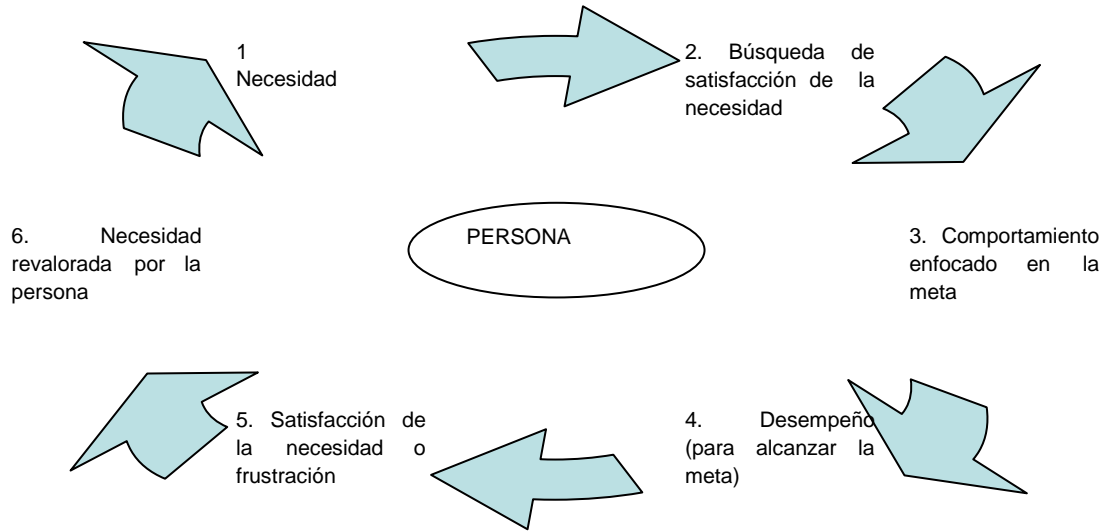 1
Necesidad
2. Búsqueda de
satisfacción de la
necesidad
3. Comportamiento
enfocado en la
meta
4. Desempeño
(para alcanzar la
meta)
5. Satisfacción de
la necesidad o
frustración
6. Necesidad
revalorada por la
persona
PERSONA